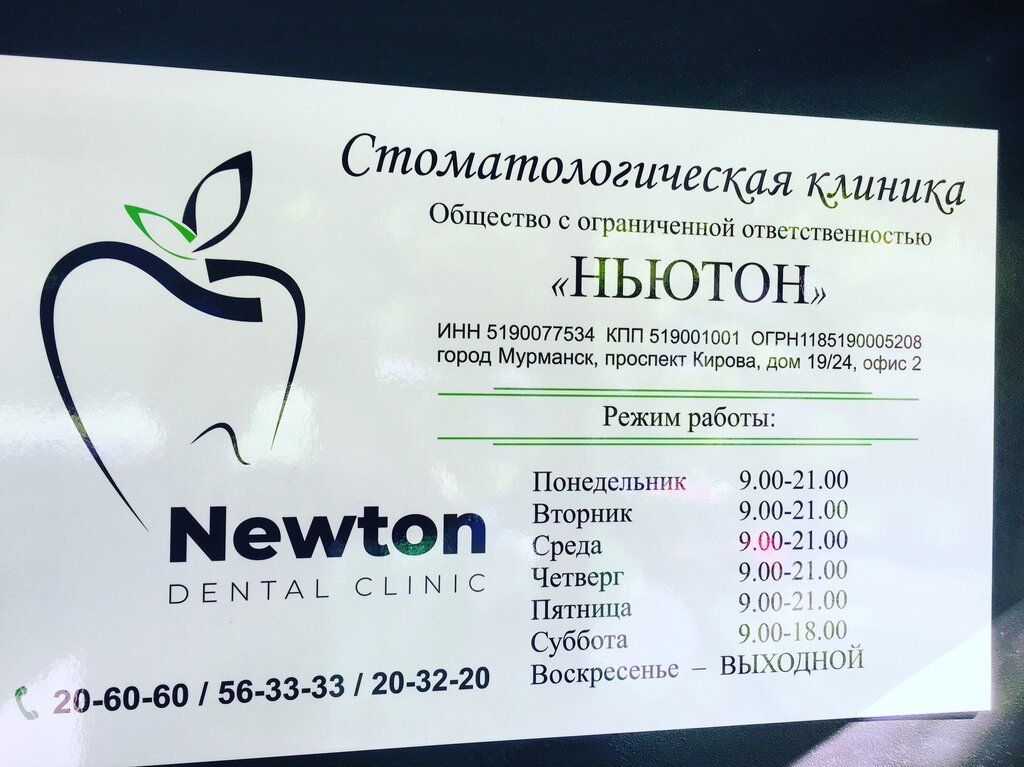 Стоматологическая клиника
Общество с ограниченной ответственностью
«НЬЮТОН»
ИНН 5190077534 КПП 519001001 ОГРН1185190005208
город Мурманск, проспект Кирова, дом 19/24, офис 2
Режим работы:
Понедельник 9.00-21.00
Вторник 9.00-21.00
Среда 9.00-21.00
Четверг 9.00-21.00
Пятница 9.00-21.00
Суббота 9.00-18.00
Воскресенье – ВЫХОДНОЙ
Newton
DENTAL CLINIC
20-60-60 / 56-33-33 / 20-32-20